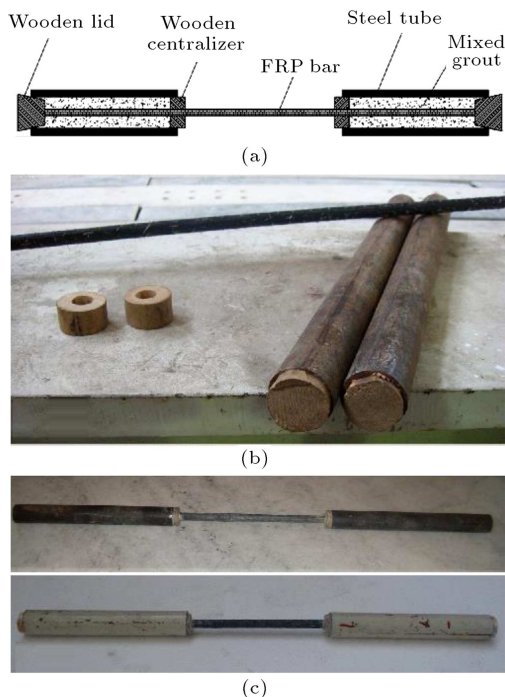 Wooden lid
Wooden
centralizer
Steel tube
Mixed
grout
FRP bar
(a)
(b)
(c)